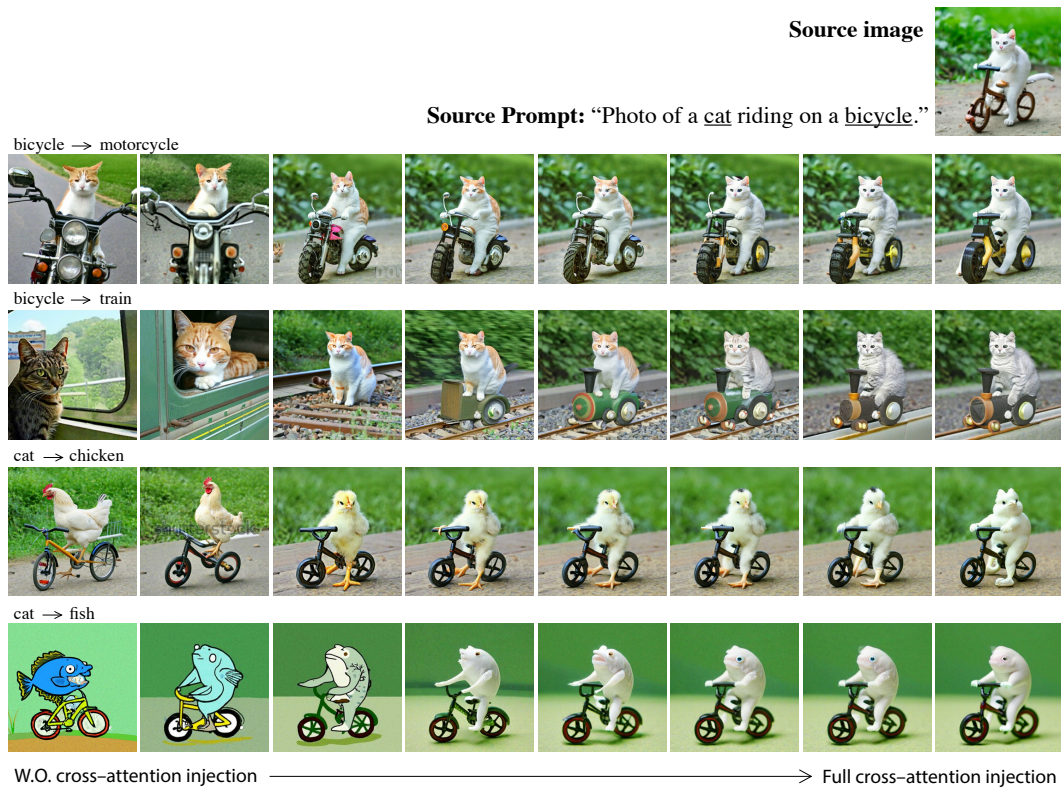 Source image
Source Prompt: “Photo of a cat riding on a bicycle.”
bicycle → motorcycle
bicycle → train
cat → chicken
cat → fish
W.O. cross–attention injection → Full cross–attention injection